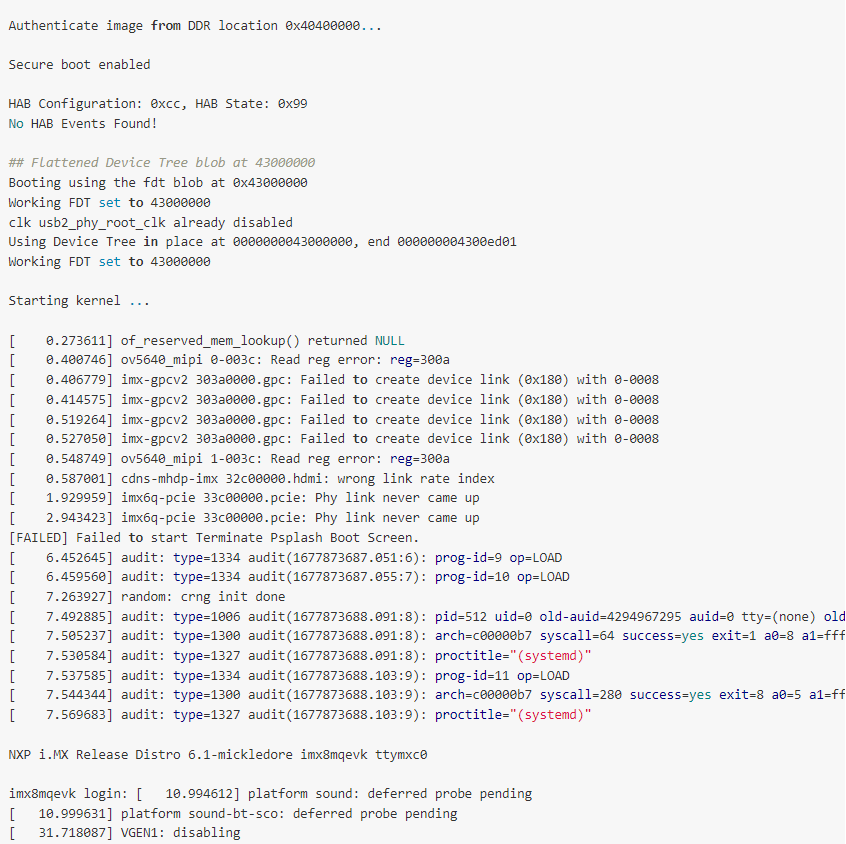 Authenticate image from DDR location 0x40400000...
Secure boot enabled
HAB Configuration: 0xcc, HAB State: 0x99
No HAB Events Found!
## Flattened Device Tree blob at 43000000
Booting using the fdt blob at 0x43000000
Working FDT set to 43000000
clk usb2_phy_root_clk already disabled
Using Device Tree in place at 0000000043000000, end 000000004300ed01
Working FDT set to 43000000
Starting kernel ...
[    0.273611] of_reserved_mem_lookup() returned NULL
[    0.400746] ov5640_mipi 0-003c: Read reg error: reg=300a
[    0.406779] imx-gpcv2 303a0000.gpc: Failed to create device link (0x180) with 0-0008
[    0.414575] imx-gpcv2 303a0000.gpc: Failed to create device link (0x180) with 0-0008
[    0.519264] imx-gpcv2 303a0000.gpc: Failed to create device link (0x180) with 0-0008
[    0.527050] imx-gpcv2 303a0000.gpc: Failed to create device link (0x180) with 0-0008
[    0.548749] ov5640_mipi 1-003c: Read reg error: reg=300a
[    0.587001] cdns-mhdp-imx 32c00000.hdmi: wrong link rate index
[    1.929959] imx6q-pcie 33c00000.pcie: Phy link never came up
[    2.943423] imx6q-pcie 33c00000.pcie: Phy link never came up
[FAILED] Failed to start Terminate Psplash Boot Screen.
[    6.452645] audit: type=1334 audit(1677873687.051:6): prog-id=9 op=LOAD
[    6.459560] audit: type=1334 audit(1677873687.055:7): prog-id=10 op=LOAD
[    7.263927] random: crng init done
[    7.492885] audit: type=1006 audit(1677873688.091:8): pid=512 uid=0 old-auid=4294967295 auid=0 tty=(none) old
[    7.505237] audit: type=1300 audit(1677873688.091:8): arch=c00000b7 syscall=64 success=yes exit=1 a0=8 a1=fff
[    7.530584] audit: type=1327 audit(1677873688.091:8): proctitle="(systemd)"
[    7.537585] audit: type=1334 audit(1677873688.103:9): prog-id=11 op=LOAD
[    7.544344] audit: type=1300 audit(1677873688.103:9): arch=c00000b7 syscall=280 success=yes exit=8 a0=5 a1=ff
[    7.569683] audit: type=1327 audit(1677873688.103:9): proctitle="(systemd)"
NXP i.MX Release Distro 6.1-mickledore imx8mqevk ttymxc0
imx8mqevk login: [   10.994612] platform sound: deferred probe pending
[   10.999631] platform sound-bt-sco: deferred probe pending
[   31.718087] VGEN1: disabling